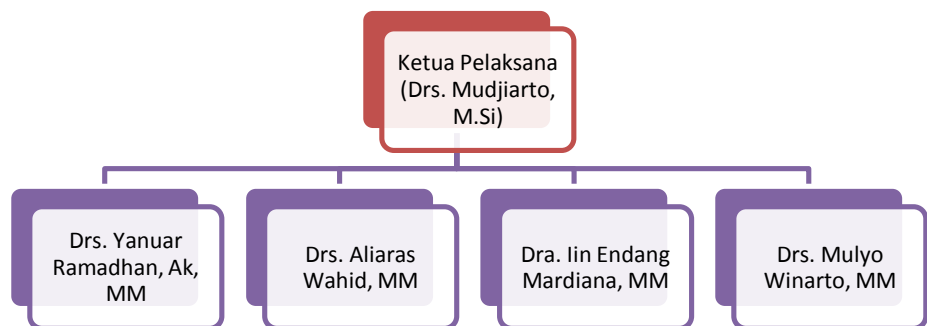 Ketua Pelaksana
(Drs. Mudjiarto,
M.Si)
Drs. Yanuar
Ramadhan, Ak,
MM
Drs. Aliaras
Wahid, MM
Dra. Iin Endang
Mardiana, MM
Drs. Mulyo
Winarto, MM